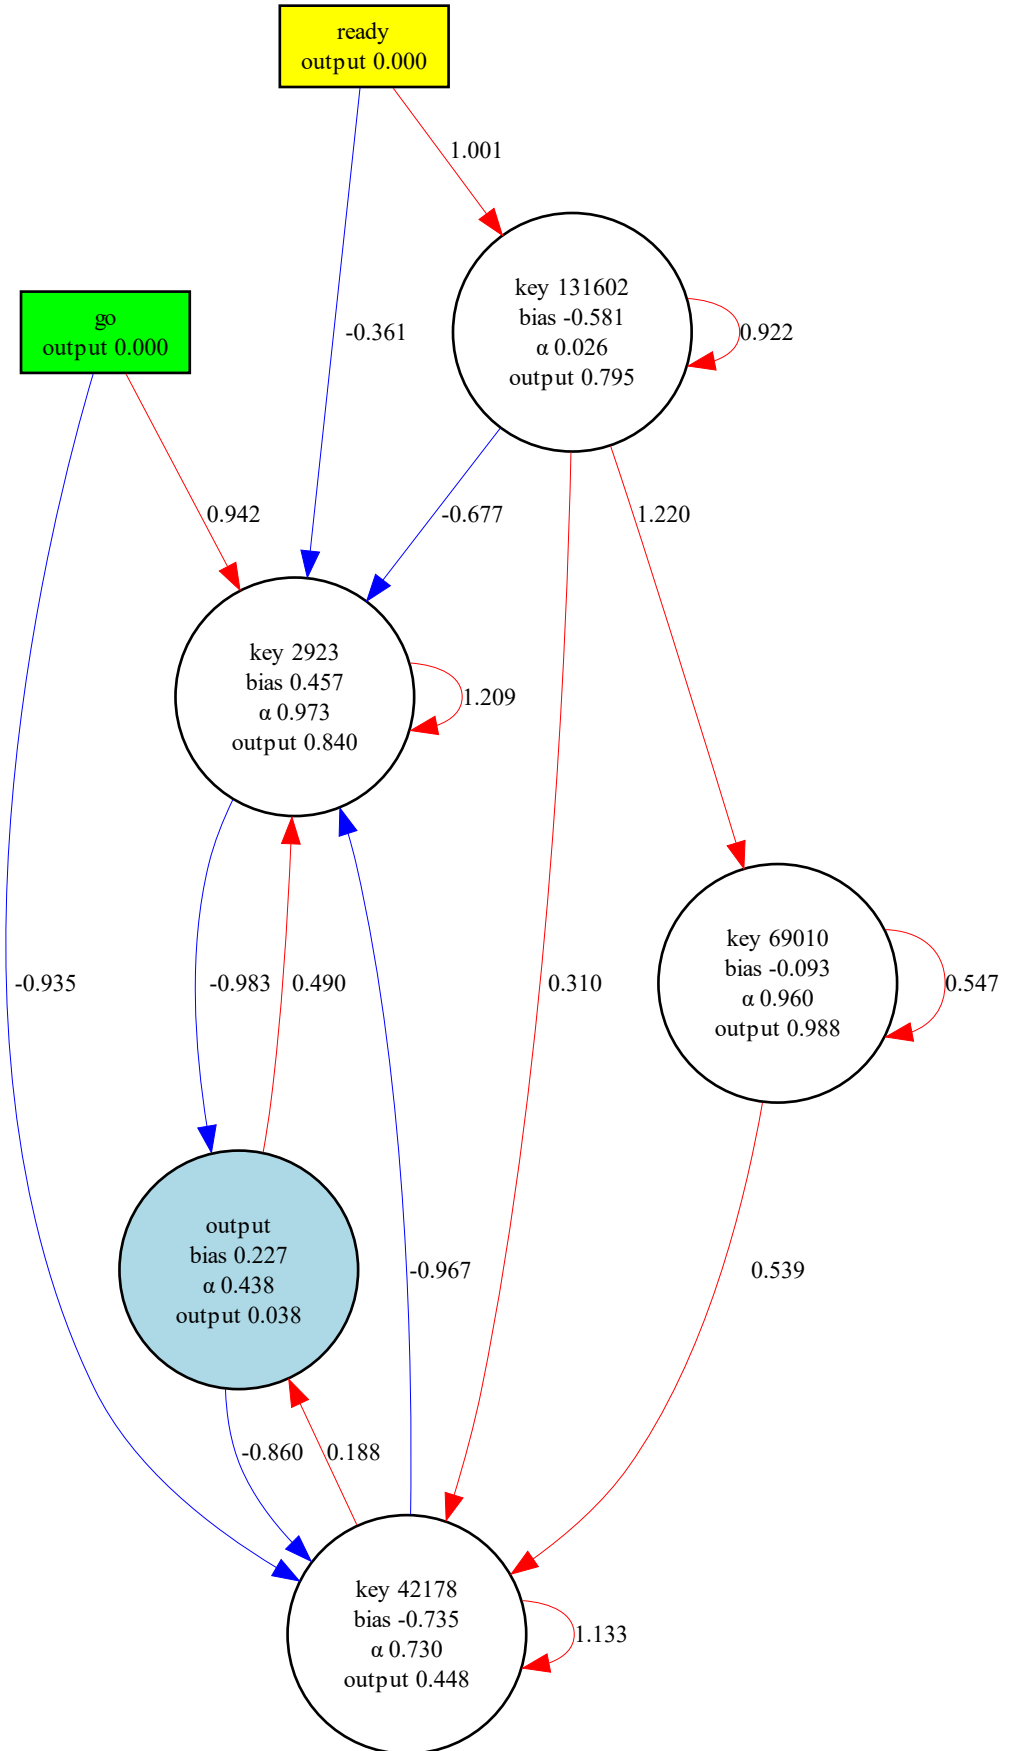 ready
output 0.000
1.001
key 131602
bias -0.581
α 0.026
output 0.795
0.922
go
output 0.000
-0.361
0.942
-0.677
1.220
key 2923
bias 0.457
α 0.973
output 0.840
1.209
key 69010
bias -0.093
α 0.960
output 0.988
-0.935
-0.983
0.490
0.310
0.547
output
bias 0.227
α 0.438
output 0.038
-0.967
0.539
-0.860
0.188
key 42178
bias -0.735
α 0.730
output 0.448
1.133